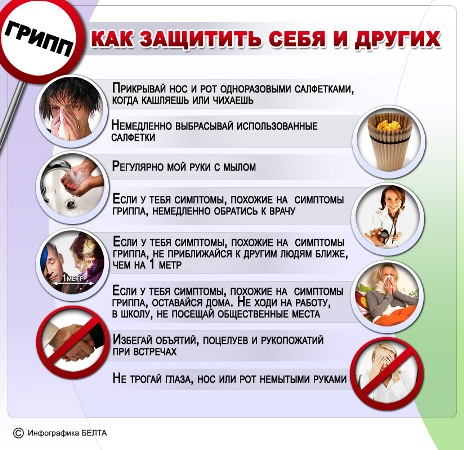 ГРИПП
КАК ЗАЩИТИТЬ СЕБЯ И ДРУГИХ
Прикрывай нос и рот одноразовыми салфетками,
когда кашляешь или чихаешь
Немедленно выбрасывай использованные
салфетки
Регулярно мой руки с мылом
Если у тебя симптомы, похожие на симптомы
гриппа, немедленно обратись к врачу
1 МЕТР
Если у тебя симптомы, похожие на симптомы
гриппа, не приближайся к другим людям ближе,
чем на 1 метр
Если у тебя симптомы, похожие на симптомы
гриппа, оставайся дома. Не ходи на работу,
в школу, не посещай общественные места
Избегай объятий, поцелуев и рукопожатий
при встречах
Не трогай глаза, нос или рот немытыми руками
© Инфографика БЕЛТА